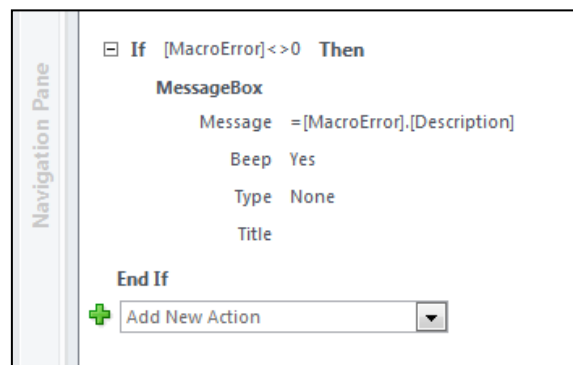 Navigation Pane
If [MacroError]<>0 Then
MessageBox
Message =[MacroError].[Description]
Beep Yes
Type None
Title
End If
Add New Action